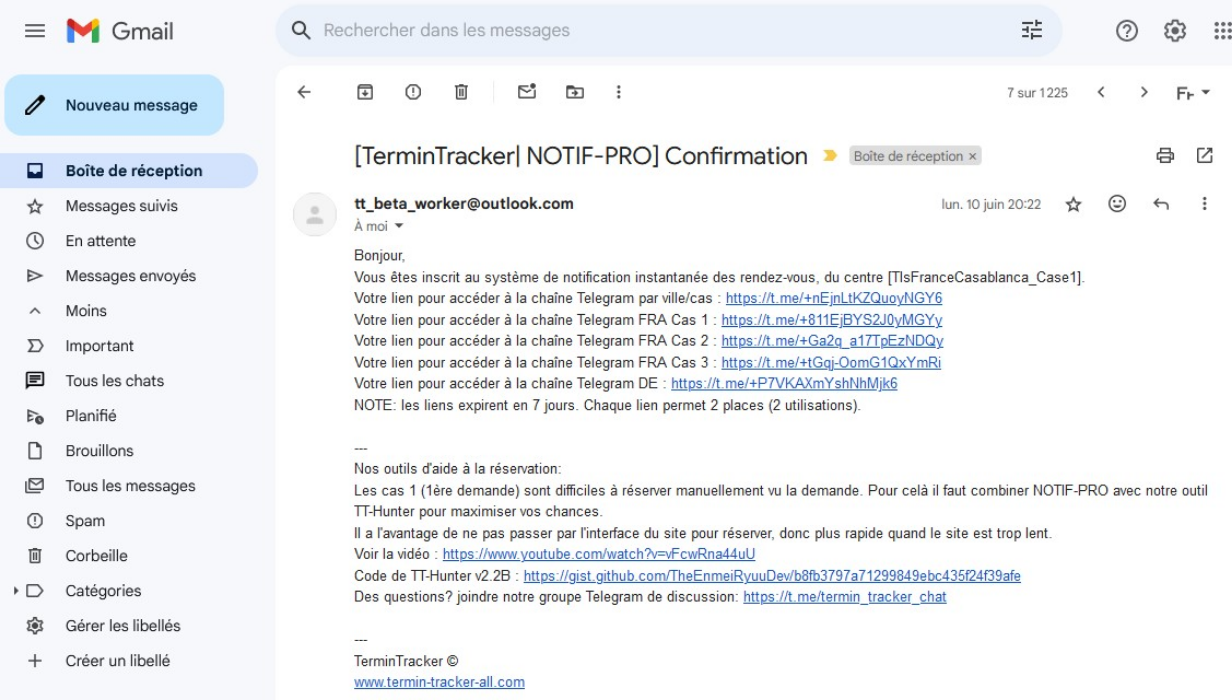 Gmail
Rechercher dans les messages
Nouveau message
Boîte de réception
Messages suivis
En attente
Messages envoyés
Moins
Important
Tous les chats
Planifié
Brouillons
Tous les messages
Spam
Corbeille
Catégories
Gérer les libellés
Créer un libellé
7 sur 1 225
Fr
[TerminTracker| NOTIF-PRO] Confirmation
Boîte de réception ×
tt_beta_worker@outlook.com
lun. 10 juin 20:22
À moi
Bonjour,
Vous êtes inscrit au système de notification instantanée des rendez-vous, du centre [TlsFranceCasablanca_Case1].
Votre lien pour accéder à la chaîne Telegram par ville/cas : https://t.me/+nEjnLtKZQuoyNGY6
Votre lien pour accéder à la chaîne Telegram FRA Cas 1 : https://t.me/+811EjBYS2J0yMGYy
Votre lien pour accéder à la chaîne Telegram FRA Cas 2 : https://t.me/+Ga2q_a17TpEzNDQy
Votre lien pour accéder à la chaîne Telegram FRA Cas 3 : https://t.me/+tGqj-OomG1QxYmRi
Votre lien pour accéder à la chaîne Telegram DE : https://t.me/+P7VKAXmYshNhMjk6
NOTE: les liens expirent en 7 jours. Chaque lien permet 2 places (2 utilisations).
---
Nos outils d'aide à la réservation:
Les cas 1 (1ère demande) sont difficiles à réserver manuellement vu la demande. Pour celà il faut combiner NOTIF-PRO avec notre outil
TT-Hunter pour maximiser vos chances.
Il a l'avantage de ne pas passer par l'interface du site pour réserver, donc plus rapide quand le site est trop lent.
Voir la vidéo : https://www.youtube.com/watch?v=vFcwRna44uU
Code de TT-Hunter v2.2B : https://gist.github.com/TheEnmeiRyuuDev/b8fb3797a71299849ebc435f24f39afe
Des questions? joindre notre groupe Telegram de discussion: https://t.me/termin_tracker_chat
---
TerminTracker ©
www.termin-tracker-all.com